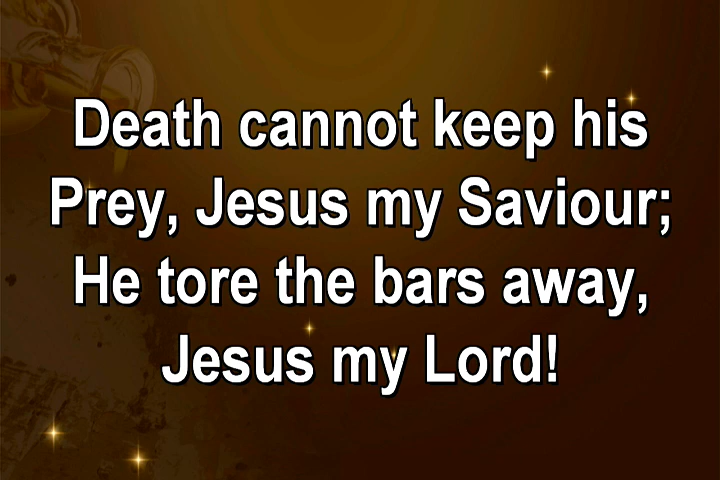 Death cannot keep his
Prey, Jesus my Saviour;
He tore the bars away,
Jesus my Lord!